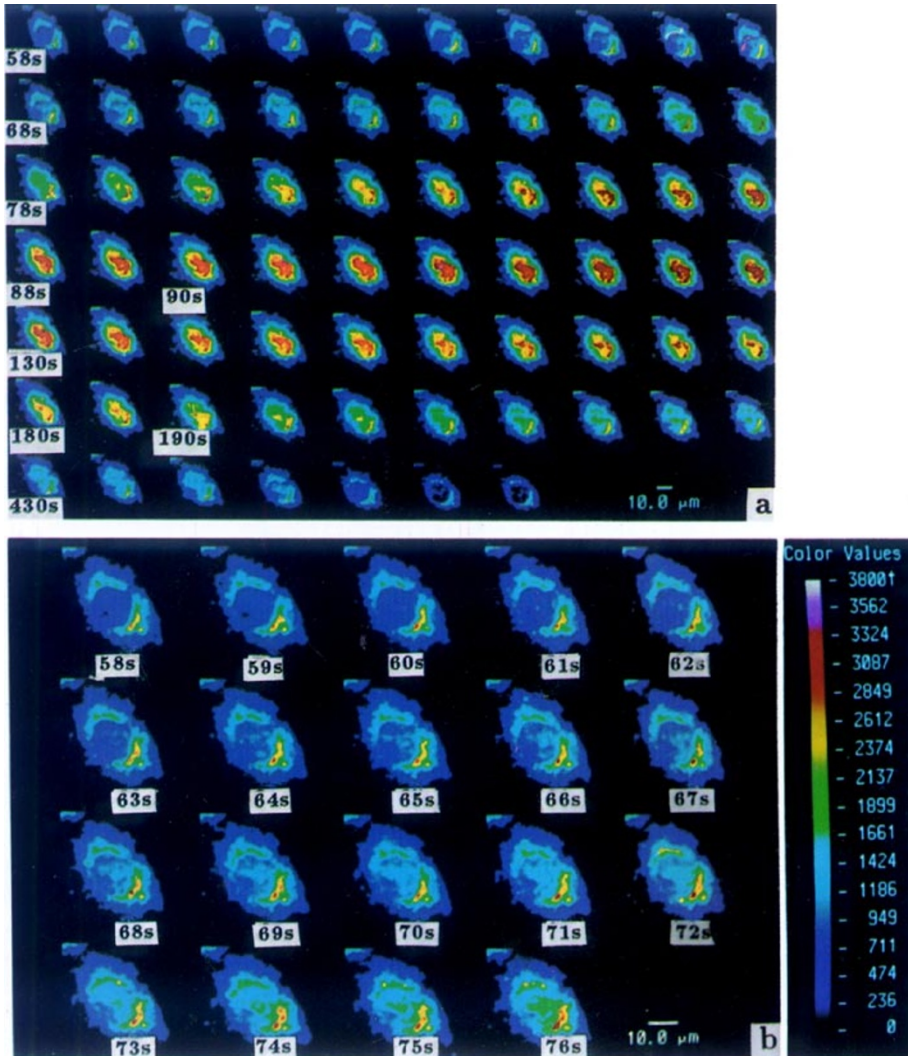 58s
68s
78s
88s
90s
130s
180s
190s
430s
10.0 µm
a
58s
59s
60s
61s
62s
63s
64s
65s
66s
67s
68s
69s
70s
71s
72s
73s
74s
75s
76s
10.0 µm
b
Color Values
- 3800↑
- 3562
- 3324
- 3087
- 2849
- 2612
- 2374
- 2137
- 1899
- 1661
- 1424
- 1186
- 949
- 711
- 474
- 236
- 0